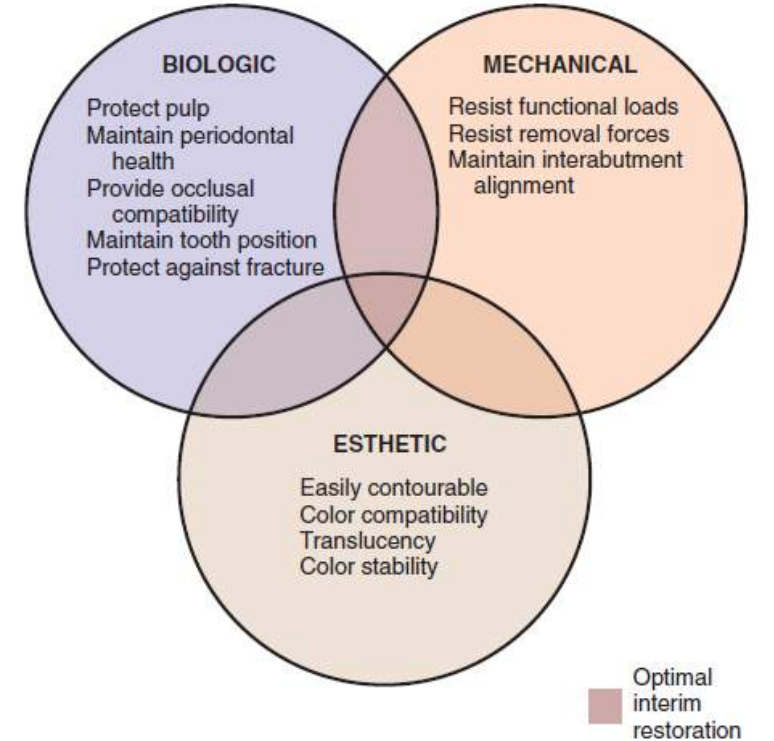 BIOLOGIC
Protect pulp
Maintain periodontal
health
Provide occlusal
compatibility
Maintain tooth position
Protect against fracture
MECHANICAL
Resist functional loads
Resist removal forces
Maintain interabutment
alignment
ESTHETIC
Easily contourable
Color compatibility
Translucency
Color stability
Optimal
interim
restoration